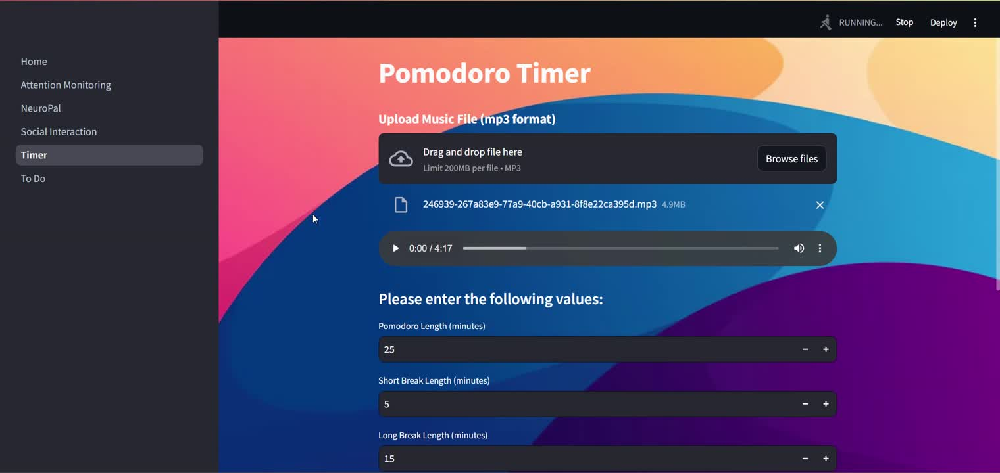 RUNNING... Stop Deploy
Home
Attention Monitoring
NeuroPal
Social Interaction
Timer
To Do
Pomodoro Timer
Upload Music File (mp3 format)
Drag and drop file here
Limit 200MB per file • MP3
Browse files
246939-267a83e9-77a9-40cb-a931-8f8e22ca395d.mp3 4.9MB
0:00 / 4:17
Please enter the following values:
Pomodoro Length (minutes)
25
Short Break Length (minutes)
5
Long Break Length (minutes)
15